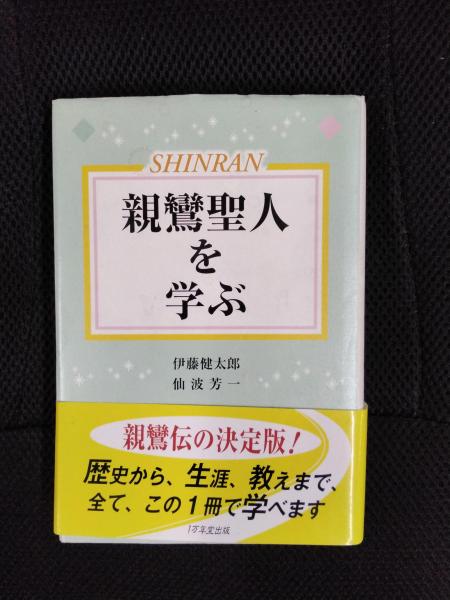 SHINRAN
親鸞聖人
を
学ぶ
伊藤健太郎
仙波芳一
親鸞伝の決定版!
歴史から、生涯、教えまで、
全て、この1冊で学べます
1万年堂出版